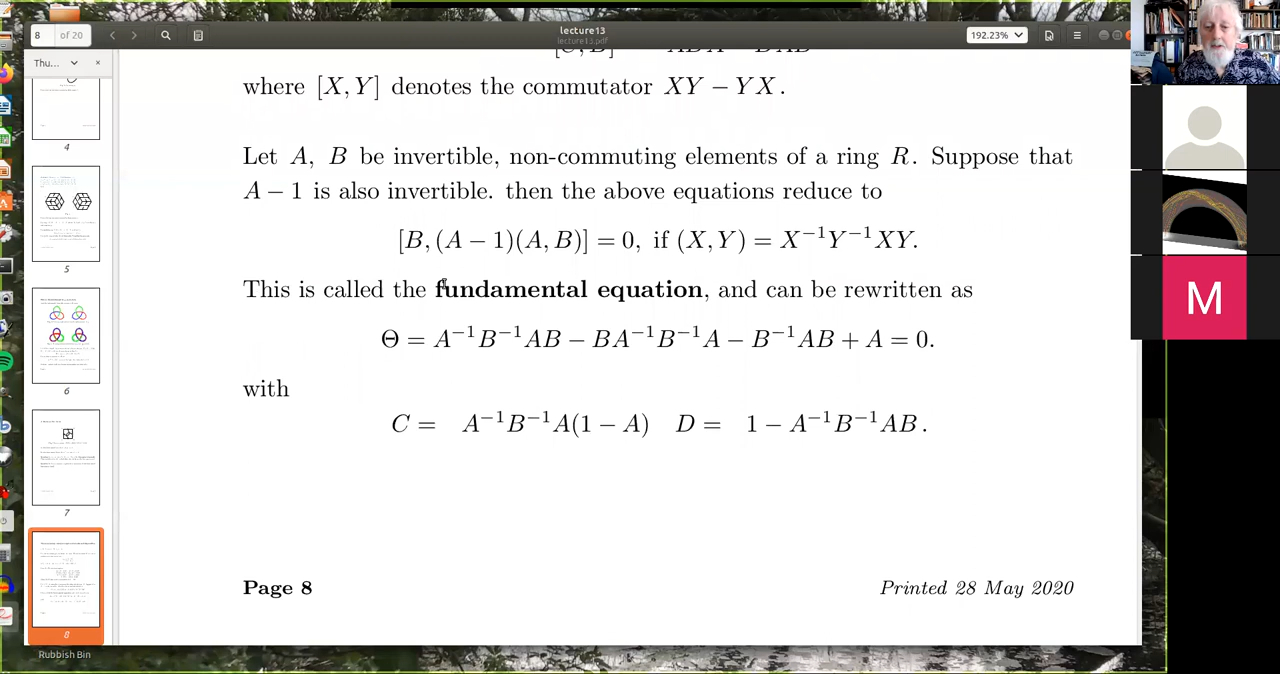 8 of 20
lecture13
lecture13.pdf
192.23%
Thu...
where [X, Y] denotes the commutator XY − YX.
Let A, B be invertible, non-commuting elements of a ring R. Suppose that
A − 1 is also invertible. then the above equations reduce to
[B, (A − 1)(A, B)] = 0, if (X, Y) = X⁻¹Y⁻¹XY.
This is called the fundamental equation, and can be rewritten as
Θ = A⁻¹B⁻¹AB − BA⁻¹B⁻¹A − B⁻¹AB + A = 0.
with
C = A⁻¹B⁻¹A(1 − A) D = 1 − A⁻¹B⁻¹AB.
Page 8 Printed 28 May 2020
4
5
6
7
8
Rubbish Bin
M